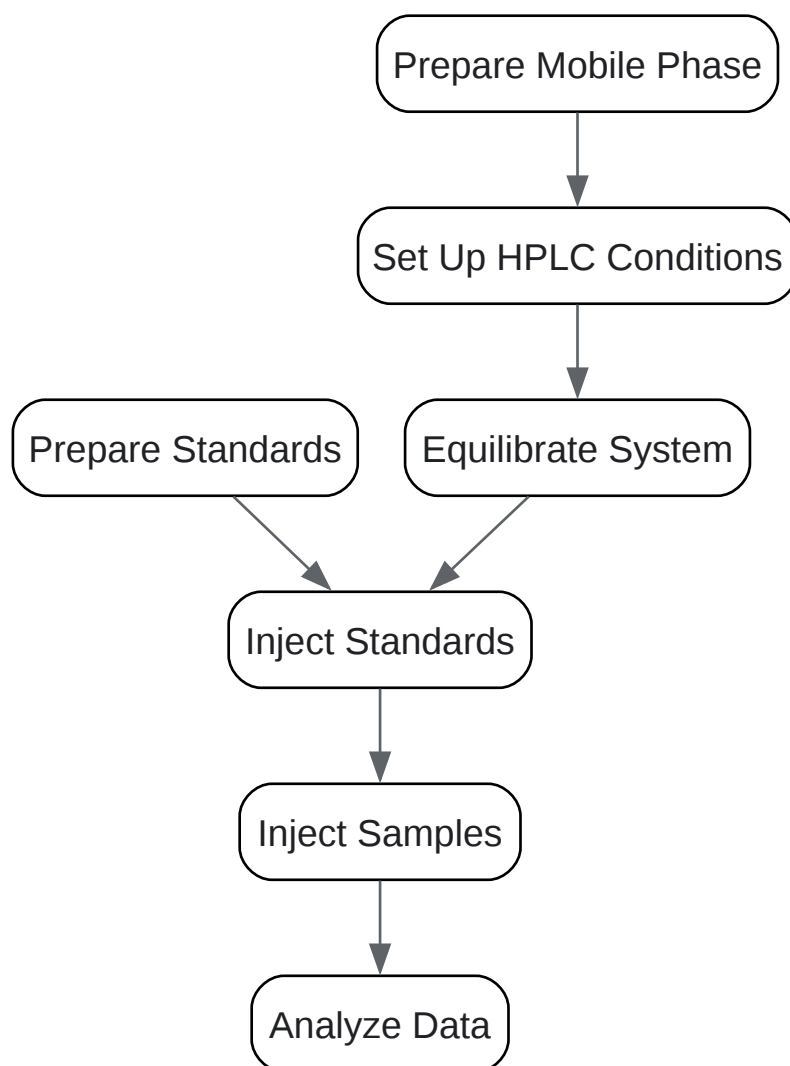 Prepare Mobile Phase
Set Up HPLC Conditions
Prepare Standards
Equilibrate System
Inject Standards
Inject Samples
Analyze Data